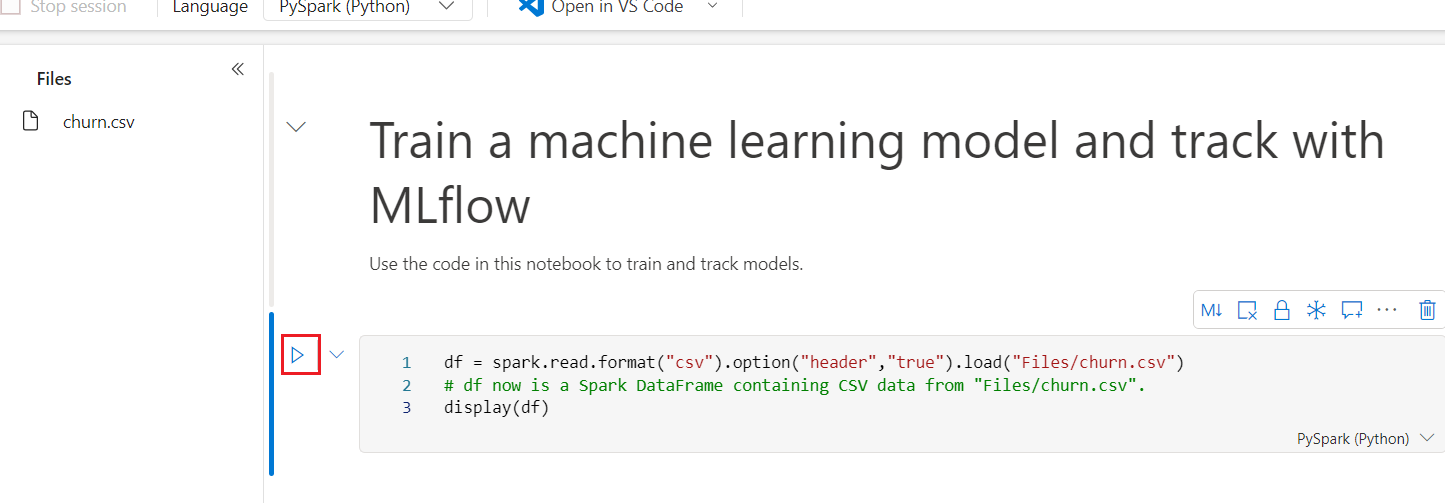 Stop session
Language
PySpark (Python)
Open in VS Code
Files
churn.csv
Train a machine learning model and track with
MLflow
Use the code in this notebook to train and track models.
M↓
1 df = spark.read.format("csv").option("header","true").load("Files/churn.csv")
2 # df now is a Spark DataFrame containing CSV data from "Files/churn.csv".
3 display(df)
PySpark (Python)